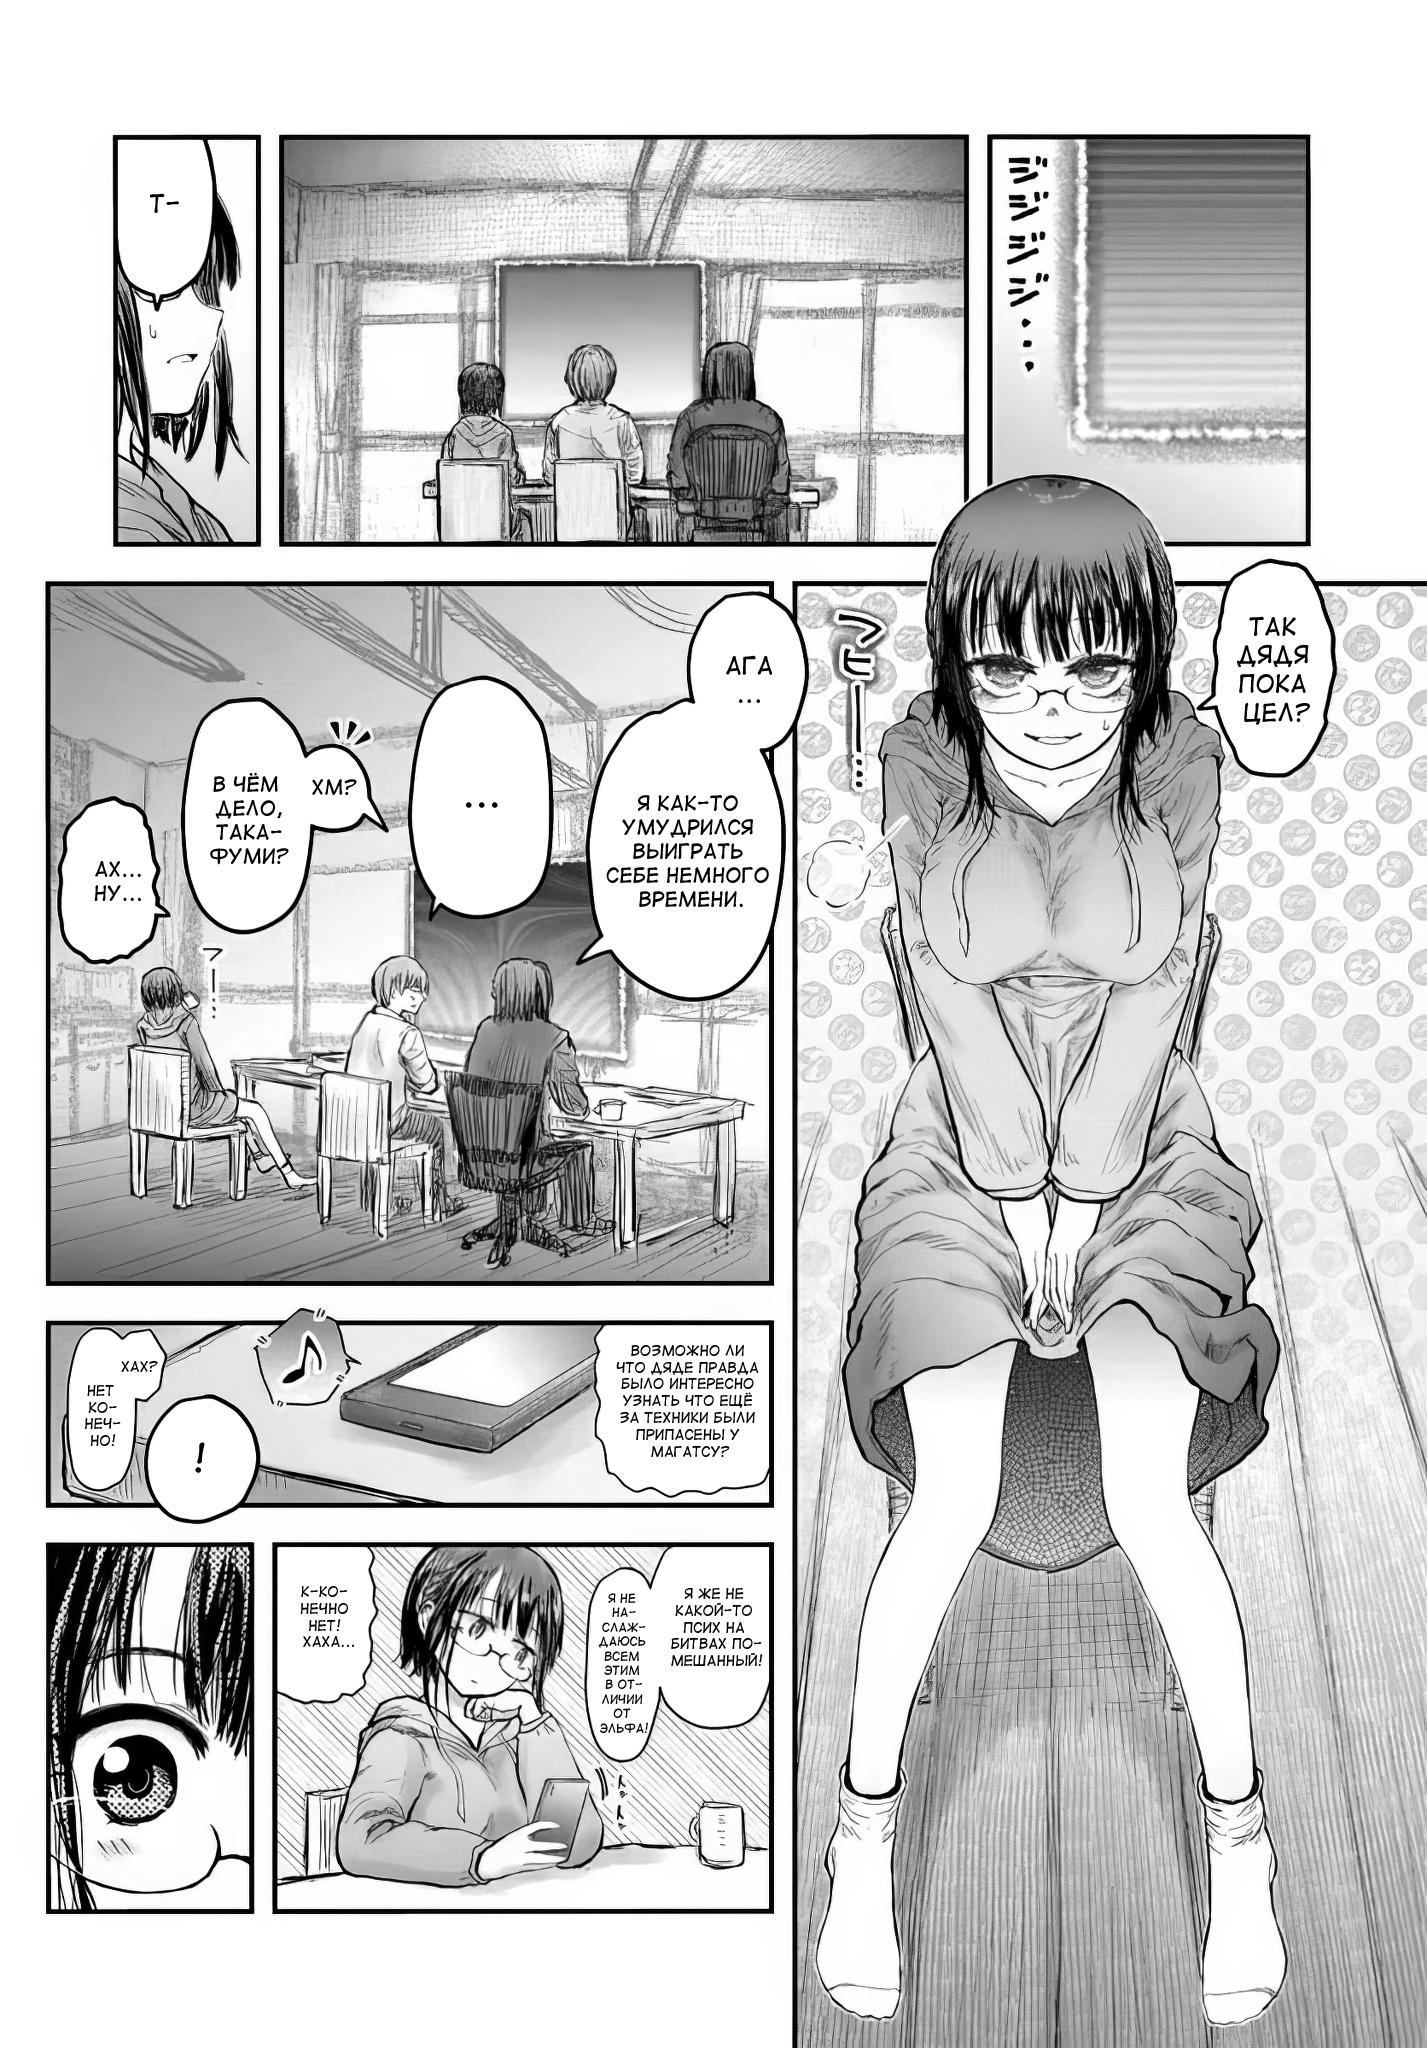 ジジジジ...
Т-
ТАК
ДЯДЯ
ПОКА
ЦЕЛ?
フヒー...
АГА
...
Я КАК-ТО
УМУДРИЛСЯ
ВЫИГРАТЬ
СЕБЕ НЕМНОГО
ВРЕМЕНИ.
...
ХМ?
В ЧЁМ
ДЕЛО,
ТАКА-
ФУМИ?
АХ...
НУ...
フー...
ВОЗМОЖНО ЛИ
ЧТО ДЯДЕ ПРАВДА
БЫЛО ИНТЕРЕСНО
УЗНАТЬ ЧТО ЕЩЁ
ЗА ТЕХНИКИ БЫЛИ
ПРИПАСЕНЫ У
МАГАТСУ?
!
ХАХ?
НЕТ
КО-
НЕЧ-
НО!
Я ЖЕ НЕ
КАКОЙ-ТО
ПСИХ НА
БИТВАХ ПО-
МЕШАННЫЙ!
Я НЕ
НА-
СЛАЖ-
ДАЮСЬ
ВСЕМ
ЭТИМ
В ОТ-
ЛИЧИИ
ОТ
ЭЛЬФА!
К-КО-
НЕЧНО
НЕТ!
ХАХА...